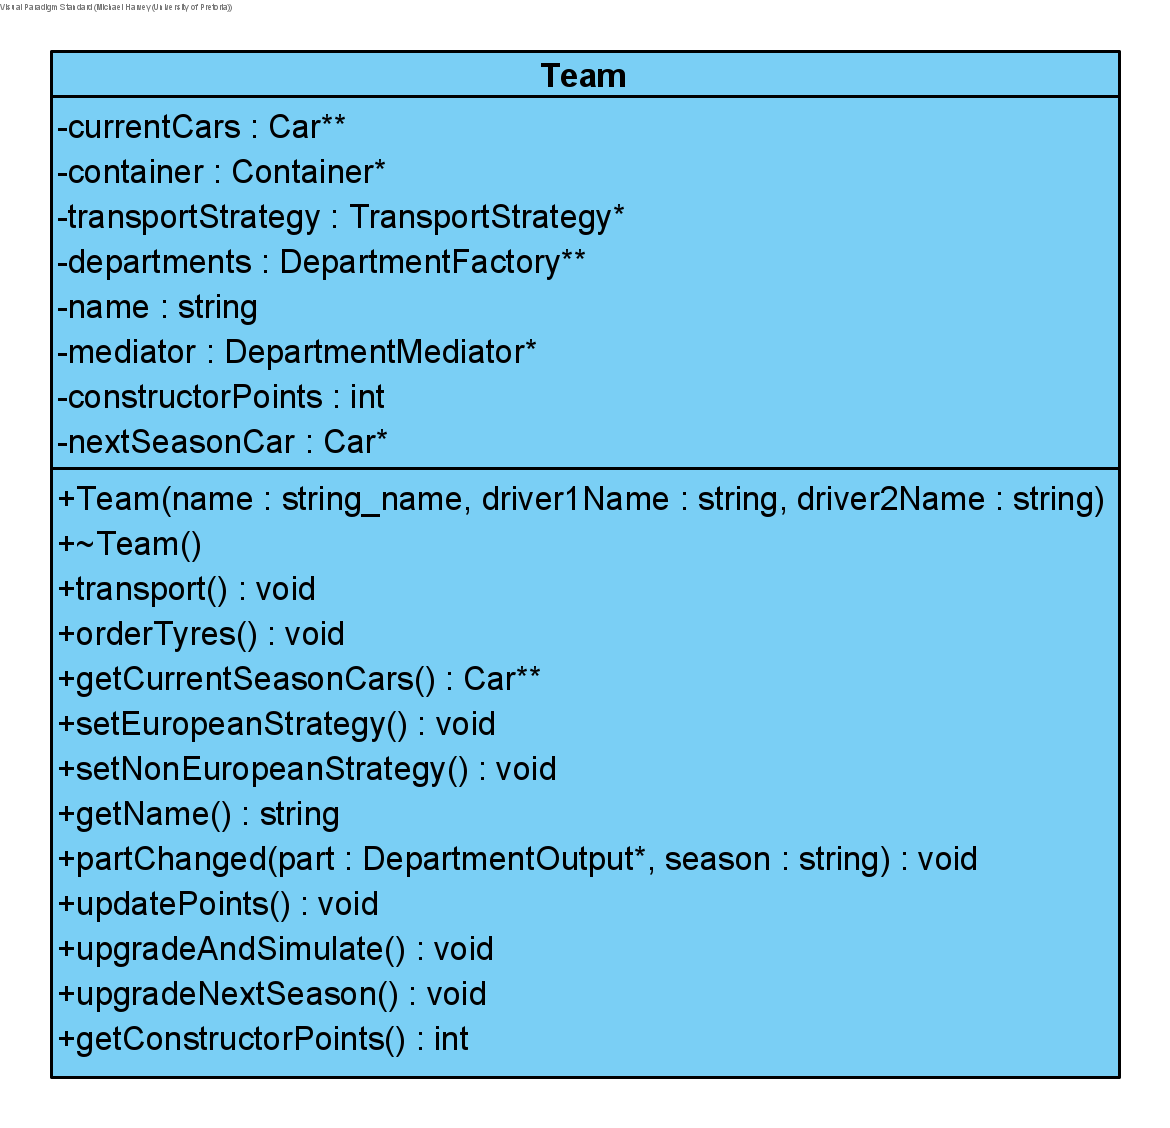 Visual Paradigm Standard (Michael Harvey (University of Pretoria))
Team
-currentCars : Car**
-container : Container*
-transportStrategy : TransportStrategy*
-departments : DepartmentFactory**
-name : string
-mediator : DepartmentMediator*
-constructorPoints : int
-nextSeasonCar : Car*
+Team(name : string_name, driver1Name : string, driver2Name : string)
+~Team()
+transport() : void
+orderTyres() : void
+getCurrentSeasonCars() : Car**
+setEuropeanStrategy() : void
+setNonEuropeanStrategy() : void
+getName() : string
+partChanged(part : DepartmentOutput*, season : string) : void
+updatePoints() : void
+upgradeAndSimulate() : void
+upgradeNextSeason() : void
+getConstructorPoints() : int